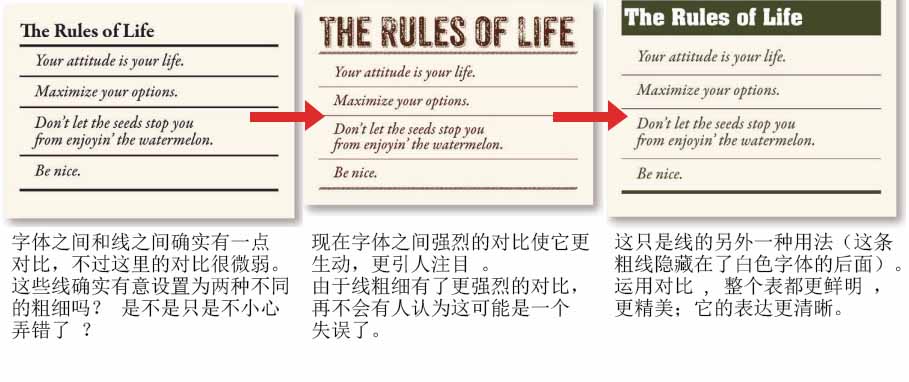 The Rules of Life
Your attitude is your life.
Maximize your options.
Don't let the seeds stop you
from enjoyin' the watermelon.
Be nice.
字体之间和线之间确实有一点
对比，不过这里的对比很微弱。
这些线确实有意设置为两种不同
的粗细吗？ 是不是只是不小心
弄错了 ？
THE RULES OF LIFE
Your attitude is your life.
Maximize your options.
Don't let the seeds stop you
from enjoyin' the watermelon.
Be nice.
现在字体之间强烈的对比使它更
生动，更引人注目 。
由于线粗细有了更强烈的对比，
再不会有人认为这可能是一个
失误了。
The Rules of Life
Your attitude is your life.
Maximize your options.
Don't let the seeds stop you
from enjoyin' the watermelon.
Be nice.
这只是线的另外一种用法（这条
粗线隐藏在了白色字体的后面）。
运用对比 ，整个表都更鲜明 ，
更精美；它的表达更清晰。